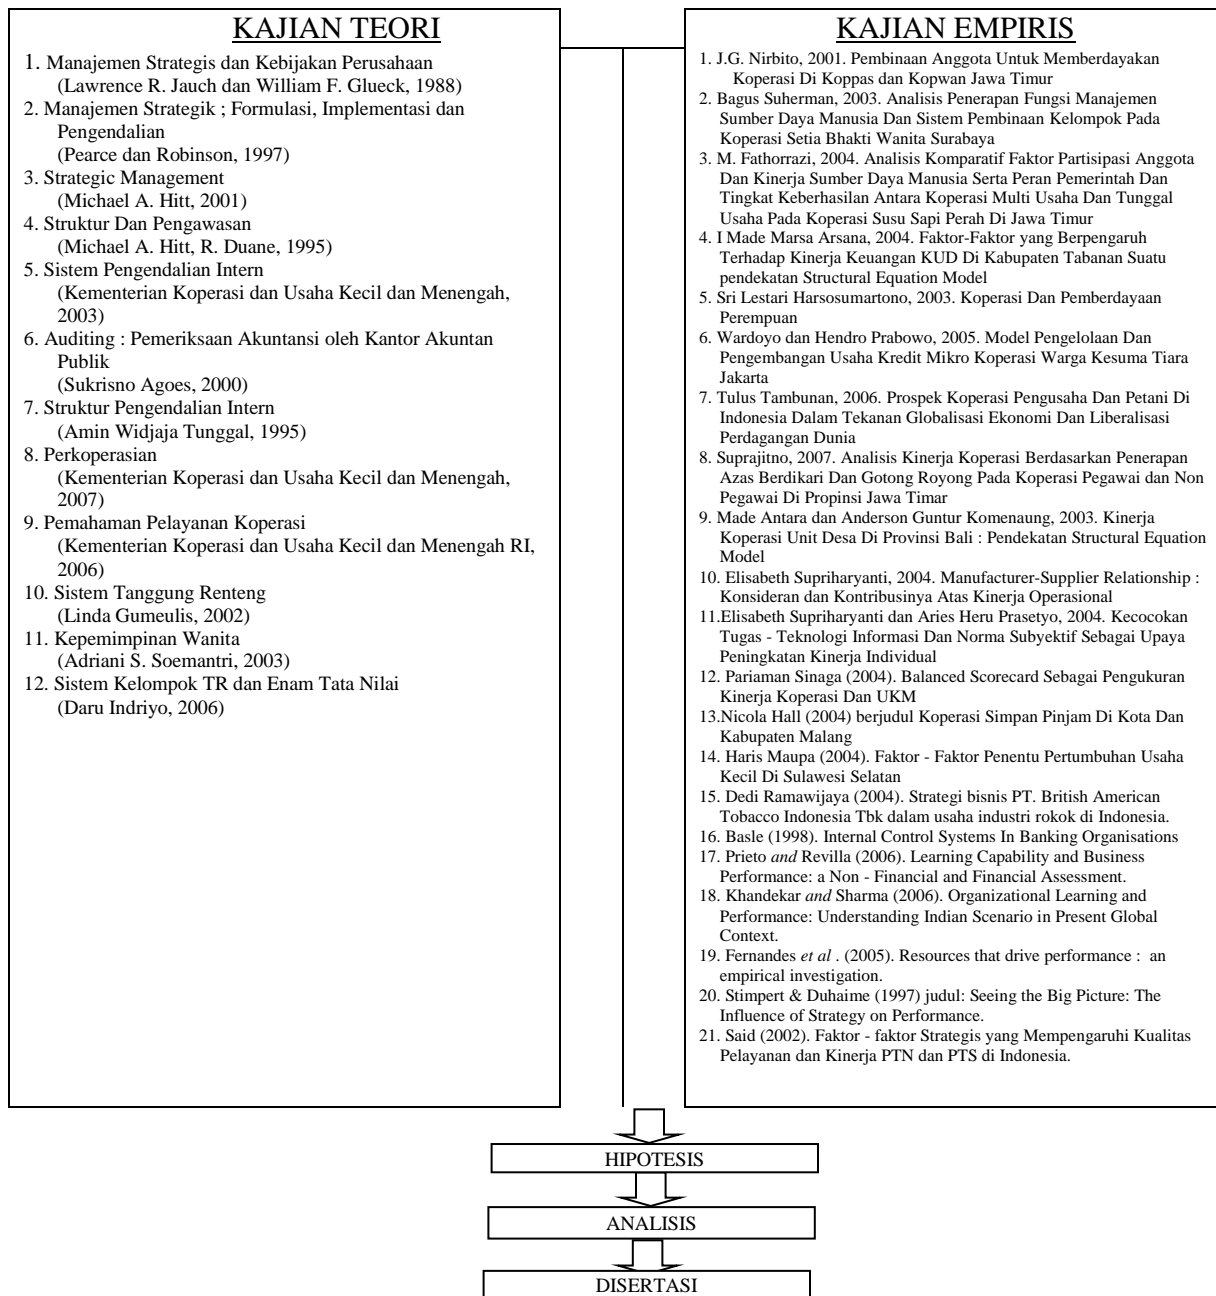 KAJIAN TEORI
1. Manajemen Strategis dan Kebijakan Perusahaan
(Lawrence R. Jauch dan William F. Glueck, 1988)
2. Manajemen Strategik ; Formulasi, Implementasi dan
Pengendalian
(Pearce dan Robinson, 1997)
3. Strategic Management
(Michael A. Hitt, 2001)
4. Struktur Dan Pengawasan
(Michael A. Hitt, R. Duane, 1995)
5. Sistem Pengendalian Intern
(Kementerian Koperasi dan Usaha Kecil dan Menengah,
2003)
6. Auditing : Pemeriksaan Akuntansi oleh Kantor Akuntan
Publik
(Sukrisno Agoes, 2000)
7. Struktur Pengendalian Intern
(Amin Widjaja Tunggal, 1995)
8. Perkoperasian
(Kementerian Koperasi dan Usaha Kecil dan Menengah,
2007)
9. Pemahaman Pelayanan Koperasi
(Kementerian Koperasi dan Usaha Kecil dan Menengah RI,
2006)
10. Sistem Tanggung Renteng
(Linda Gumeulis, 2002)
11. Kepemimpinan Wanita
(Adriani S. Soemantri, 2003)
12. Sistem Kelompok TR dan Enam Tata Nilai
(Daru Indriyo, 2006)
KAJIAN EMPIRIS
1. J.G. Nirbito, 2001. Pembinaan Anggota Untuk Memberdayakan
Koperasi Di Koppas dan Kopwan Jawa Timur
2. Bagus Suherman, 2003. Analisis Penerapan Fungsi Manajemen
Sumber Daya Manusia Dan Sistem Pembinaan Kelompok Pada
Koperasi Setia Bhakti Wanita Surabaya
3. M. Fathorrazi, 2004. Analisis Komparatif Faktor Partisipasi Anggota
Dan Kinerja Sumber Daya Manusia Serta Peran Pemerintah Dan
Tingkat Keberhasilan Antara Koperasi Multi Usaha Dan Tunggal
Usaha Pada Koperasi Susu Sapi Perah Di Jawa Timur
4. I Made Marsa Arsana, 2004. Faktor-Faktor yang Berpengaruh
Terhadap Kinerja Keuangan KUD Di Kabupaten Tabanan Suatu
pendekatan Structural Equation Model
5. Sri Lestari Harsosumartono, 2003. Koperasi Dan Pemberdayaan
Perempuan
6. Wardoyo dan Hendro Prabowo, 2005. Model Pengelolaan Dan
Pengembangan Usaha Kredit Mikro Koperasi Warga Kesuma Tiara
Jakarta
7. Tulus Tambunan, 2006. Prospek Koperasi Pengusaha Dan Petani Di
Indonesia Dalam Tekanan Globalisasi Ekonomi Dan Liberalisasi
Perdagangan Dunia
8. Suprajitno, 2007. Analisis Kinerja Koperasi Berdasarkan Penerapan
Azas Berdikari Dan Gotong Royong Pada Koperasi Pegawai dan Non
Pegawai Di Propinsi Jawa Timar
9. Made Antara dan Anderson Guntur Komenaung, 2003. Kinerja
Koperasi Unit Desa Di Provinsi Bali : Pendekatan Structural Equation
Model
10. Elisabeth Supriharyanti, 2004. Manufacturer-Supplier Relationship :
Konsideran dan Kontribusinya Atas Kinerja Operasional
11.Elisabeth Supriharyanti dan Aries Heru Prasetyo, 2004. Kecocokan
Tugas - Teknologi Informasi Dan Norma Subyektif Sebagai Upaya
Peningkatan Kinerja Individual
12. Pariaman Sinaga (2004). Balanced Scorecard Sebagai Pengukuran
Kinerja Koperasi Dan UKM
13.Nicola Hall (2004) berjudul Koperasi Simpan Pinjam Di Kota Dan
Kabupaten Malang
14. Haris Maupa (2004). Faktor - Faktor Penentu Pertumbuhan Usaha
Kecil Di Sulawesi Selatan
15. Dedi Ramawijaya (2004). Strategi bisnis PT. British American
Tobacco Indonesia Tbk dalam usaha industri rokok di Indonesia.
16. Basle (1998). Internal Control Systems In Banking Organisations
17. Prieto and Revilla (2006). Learning Capability and Business
Performance: a Non - Financial and Financial Assessment.
18. Khandekar and Sharma (2006). Organizational Learning and
Performance: Understanding Indian Scenario in Present Global
Context.
19. Fernandes et al . (2005). Resources that drive performance : an
empirical investigation.
20. Stimpert & Duhaime (1997) judul: Seeing the Big Picture: The
Influence of Strategy on Performance.
21. Said (2002). Faktor - faktor Strategis yang Mempengaruhi Kualitas
Pelayanan dan Kinerja PTN dan PTS di Indonesia.
HIPOTESIS
ANALISIS
DISERTASI